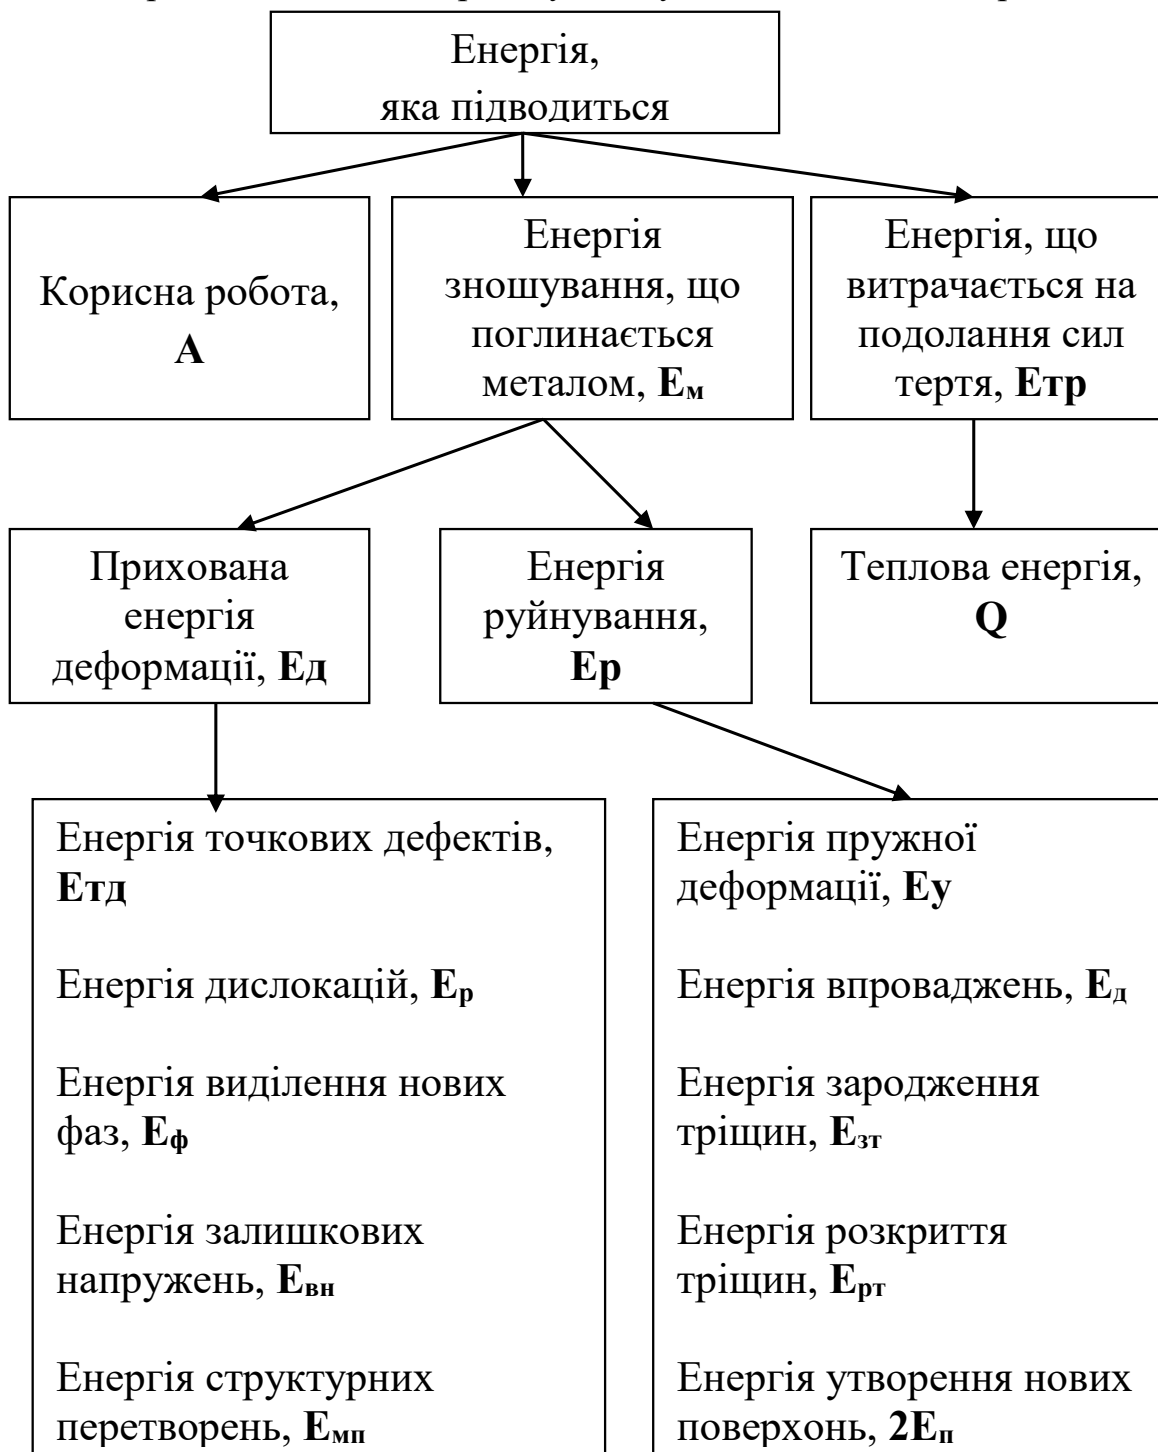 Енергія,
яка підводиться
Корисна робота,
А
Енергія
зношування, що
поглинається
металом, Ем
Енергія, що
витрачається на
подолання сил
тертя, Етр
Прихована
енергія
деформації, Ед
Енергія
руйнування,
Ер
Теплова енергія,
Q
Енергія точкових дефектів,
Етд
Енергія дислокацій, Ер
Енергія виділення нових
фаз, Еф
Енергія залишкових
напружень, Евн
Енергія структурних
перетворень, Емп
Енергія пружної
деформації, Еу
Енергія впроваджень, Ед
Енергія зародження
тріщин, Езт
Енергія розкриття
тріщин, Ерт
Енергія утворення нових
поверхонь, 2Еп